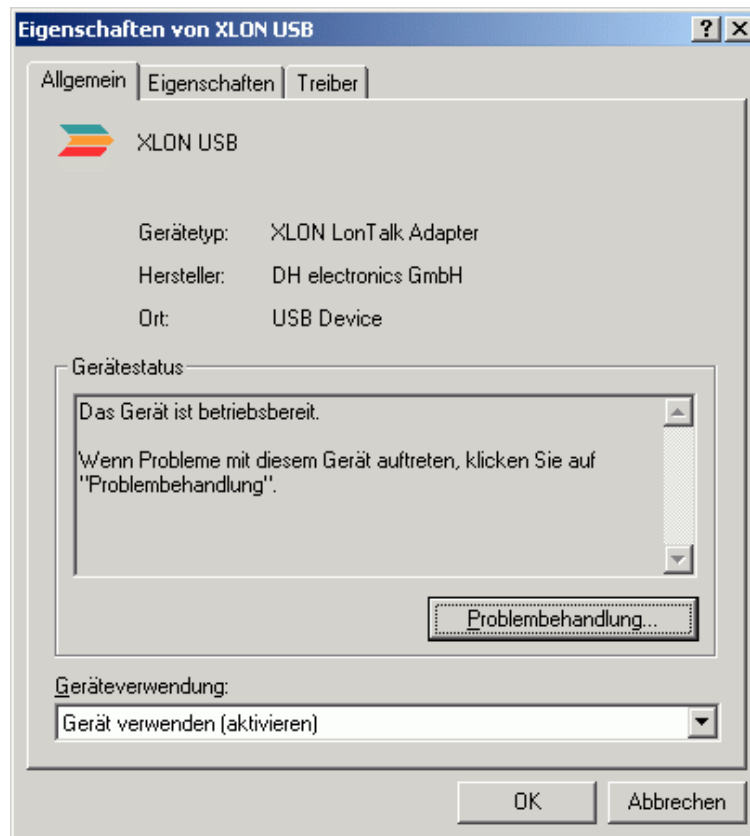 Eigenschaften von XLON USB
Allgemein Eigenschaften Treiber
XLON USB
Gerätetyp: XLON LonTalk Adapter
Hersteller: DH electronics GmbH
Ort: USB Device
Gerätestatus
Das Gerät ist betriebsbereit.
Wenn Probleme mit diesem Gerät auftreten, klicken Sie auf
"Problembehandlung".
Problembehandlung...
Geräteverwendung:
Gerät verwenden (aktivieren)
OK Abbrechen